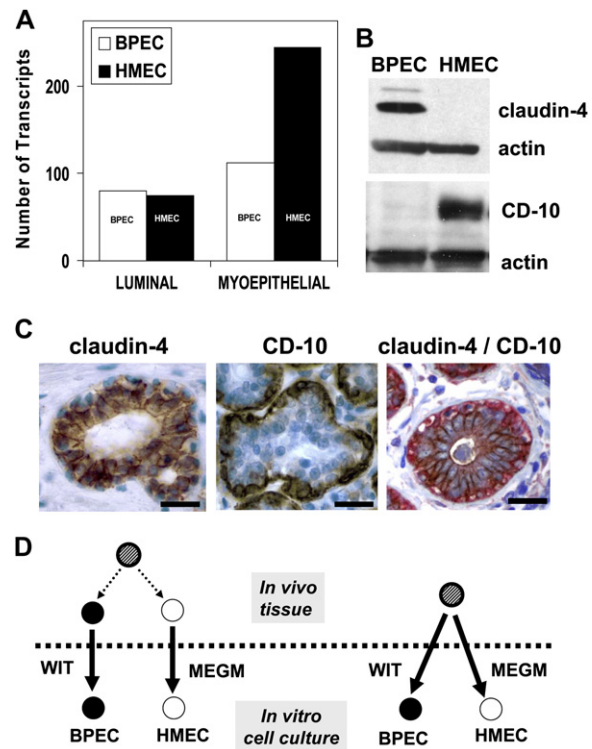 A
Number of Transcripts
200
100
0
BPEC
HMEC
BPEC
HMEC
BPEC
HMEC
LUMINAL
MYOEPITHELIAL
B
BPEC HMEC
claudin-4
actin
CD-10
actin
C
claudin-4
CD-10
claudin-4 / CD-10
D
In vivo
tissue
WIT
MEGM
WIT
MEGM
BPEC
HMEC
In vitro
cell culture
BPEC
HMEC